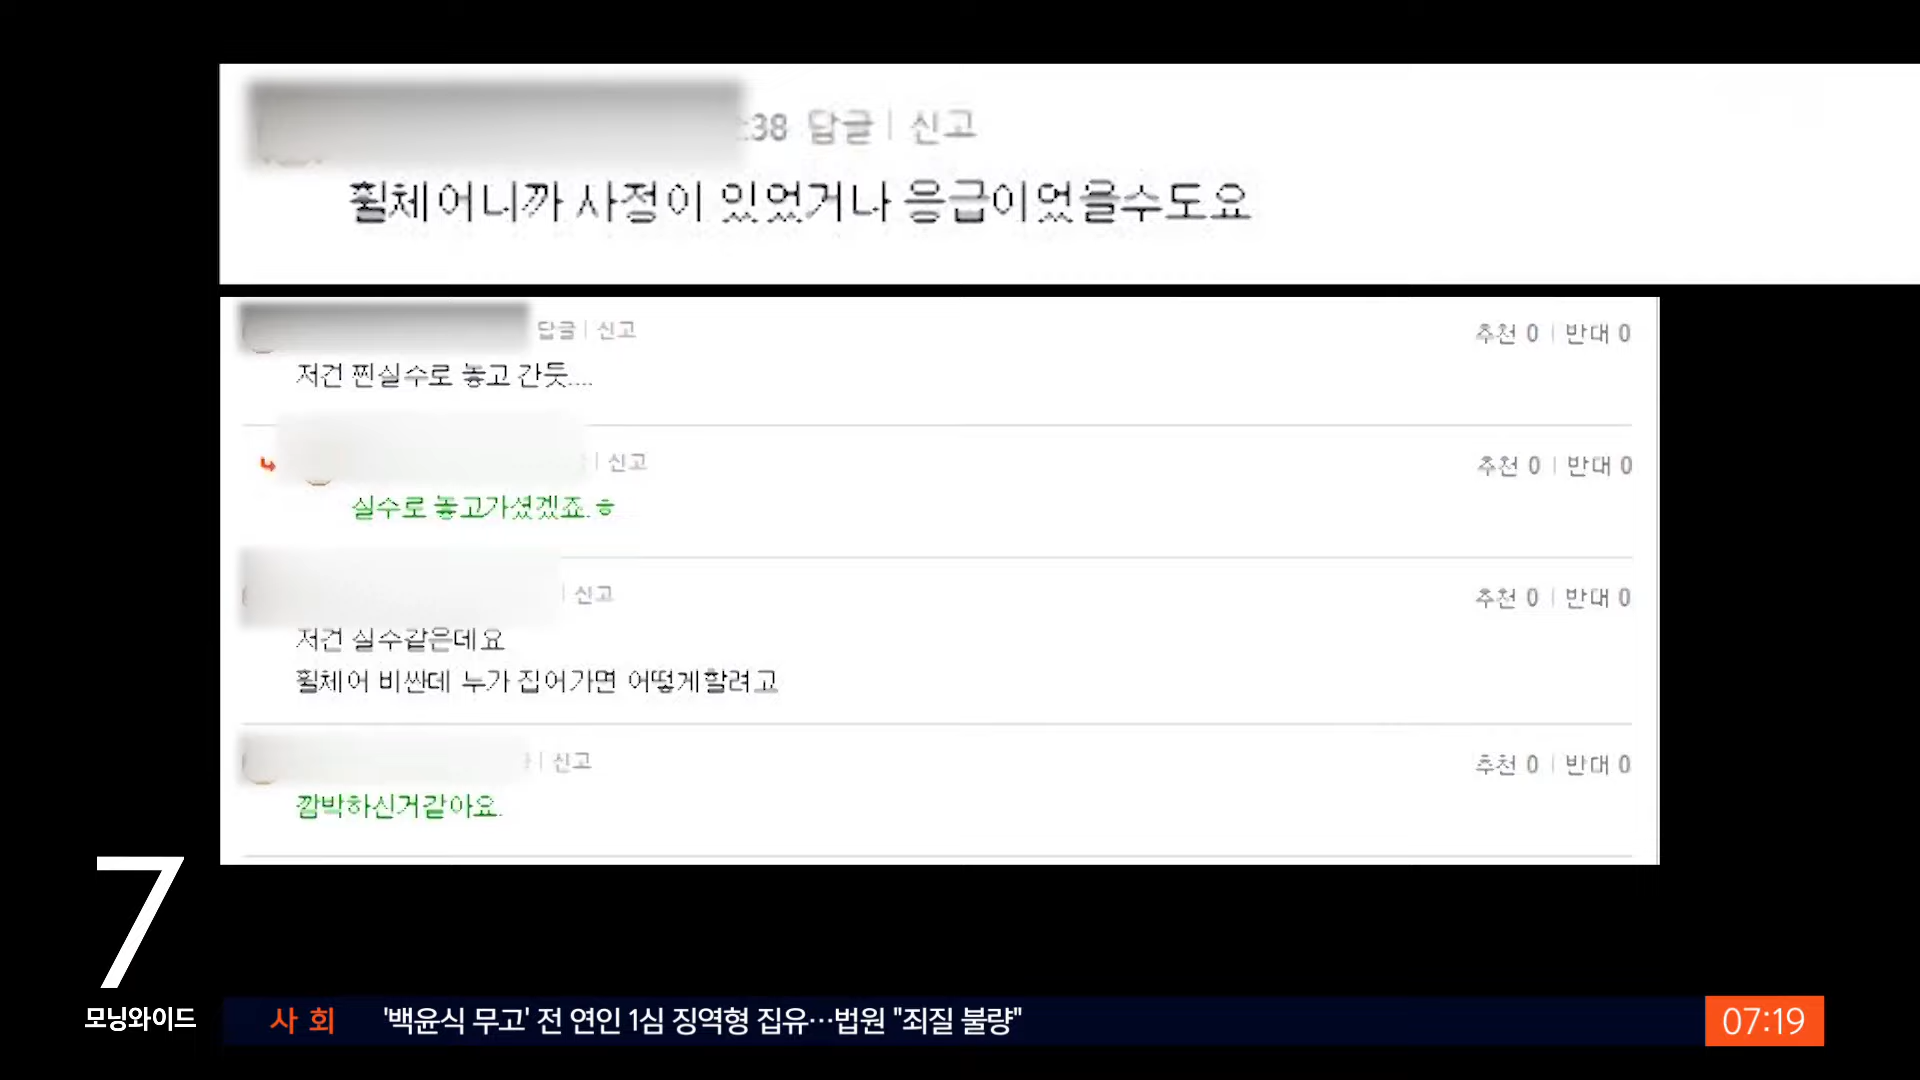 :38 답글 | 신고
휠체어니까 사정이 있었거나 응급이었을수도요
답글 | 신고 추천 0 | 반대 0
저건 찐실수로 놓고 간듯....
| 신고 추천 0 | 반대 0
실수로 놓고가셨겠죠.ㅎ
| 신고 추천 0 | 반대 0
저건 실수같은데요
휠체어 비싼데 누가 집어가면 어떻게할려고
| 신고 추천 0 | 반대 0
깜박하신거같아요.
7
모닝와이드
사회 '백윤식 무고' 전 연인 1심 징역형 집유…법원 "죄질 불량" 07:19